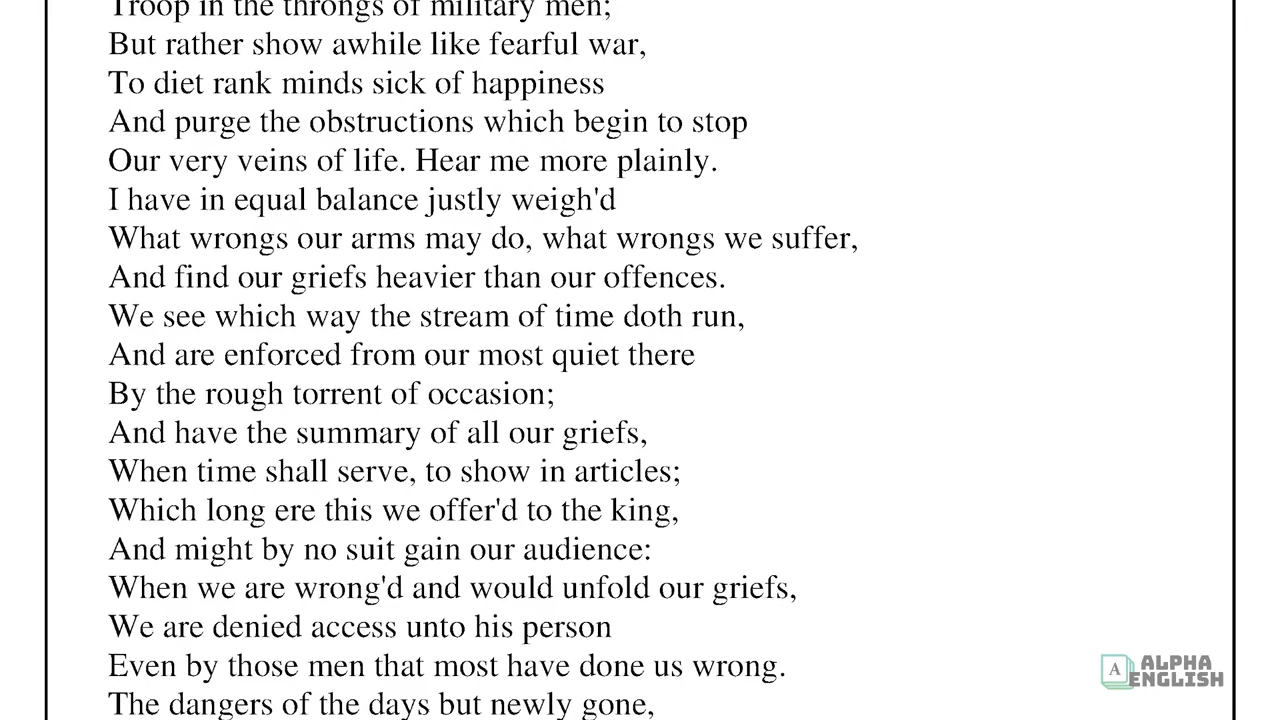 Troop in the throngs of military men;
But rather show awhile like fearful war,
To diet rank minds sick of happiness
And purge the obstructions which begin to stop
Our very veins of life. Hear me more plainly.
I have in equal balance justly weigh'd
What wrongs our arms may do, what wrongs we suffer,
And find our griefs heavier than our offences.
We see which way the stream of time doth run,
And are enforced from our most quiet there
By the rough torrent of occasion;
And have the summary of all our griefs,
When time shall serve, to show in articles;
Which long ere this we offer'd to the king,
And might by no suit gain our audience:
When we are wrong'd and would unfold our griefs,
We are denied access unto his person
Even by those men that most have done us wrong.
The dangers of the days but newly gone,
A ALPHA
ENGLISH